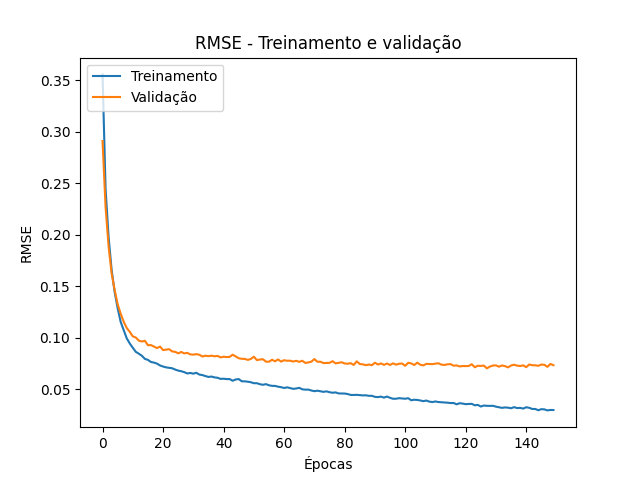 RMSE - Treinamento e validação
Treinamento
Validação
RMSE
0.35
0.30
0.25
0.20
0.15
0.10
0.05
0 20 40 60 80 100 120 140
Épocas